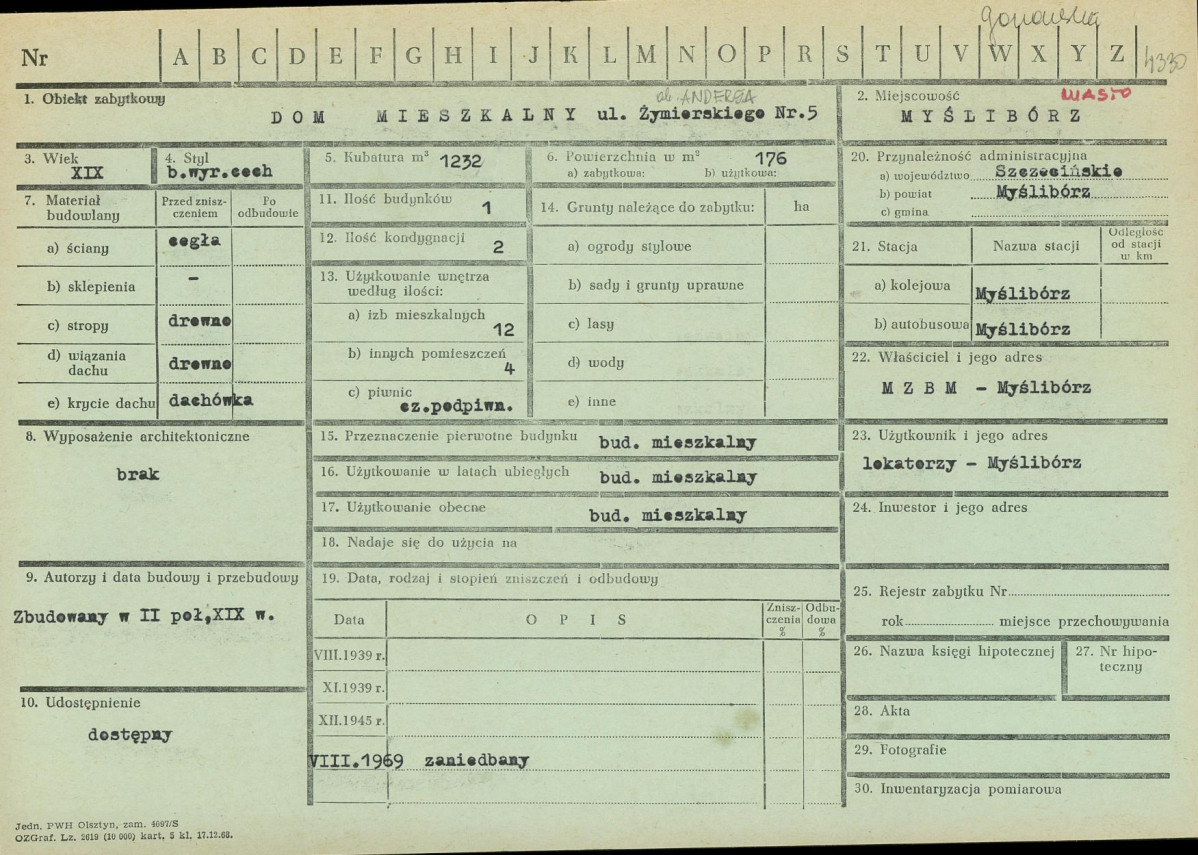 Nr A B C D E F G H I J K L M N O P R S T U V W X Y Z 4330
1. Obiekt zabytkowy
ul. ANDERSA
DOM MIESZKALNY ul. Żymierskiego Nr.5
2. Miejscowość MIASTO
MYŚLIBÓRZ
3. Wiek
XIX
4. Styl
b.wyr.cech
5. Kubatura m³ 1232
6. Powierzchnia w m² 176
a) zabytkowa: b) użytkowa:
20. Przynależność administracyjna
a) województwo Szczecińskie
b) powiat Myślibórz
c) gmina
7. Materiał budowlany
Przed zniszczeniem
Po odbudowie
a) ściany cegła
b) sklepienia –
c) stropy drewno
d) wiązania dachu drewno
e) krycie dachu dachówka
11. Ilość budynków 1
12. Ilość kondygnacji 2
13. Użytkowanie wnętrza
według ilości:
a) izb mieszkalnych
12
b) innych pomieszczeń
4
c) piwnic
cz.podpiwn.
14. Grunty należące do zabytku: ha
a) ogrody stylowe
b) sady i grunty uprawne
c) lasy
d) wody
e) inne
21. Stacja
Nazwa stacji
Odległość
od stacji
w km
a) kolejowa Myślibórz
b) autobusowa Myślibórz
22. Właściciel i jego adres
M Z B M – Myślibórz
8. Wyposażenie architektoniczne
brak
15. Przeznaczenie pierwotne budynku bud. mieszkalny
16. Użytkowanie w latach ubiegłych bud. mieszkalny
17. Użytkowanie obecne bud. mieszkalny
18. Nadaje się do użycia na
23. Użytkownik i jego adres
lokatorzy – Myślibórz
24. Inwestor i jego adres
9. Autorzy i data budowy i przebudowy
Zbudowany w II poł,XIX w.
10. Udostępnienie
dostępny
19. Data, rodzaj i stopień zniszczeń i odbudowy
Data
O P I S
Zniszczenia
%
Odbudowa
%
VIII.1939 r.
XI.1939 r.
XII.1945 r.
VIII.1969 zaniedbany
25. Rejestr zabytku Nr
rok miejsce przechowywania
26. Nazwa księgi hipotecznej
27. Nr hipoteczny
28. Akta
29. Fotografie
30. Inwentaryzacja pomiarowa
Jedn. PWH Olsztyn, zam. 4097/S
OZGraf. Lz. 2619 (10 000) kart. 5 kl. 17.12.68.